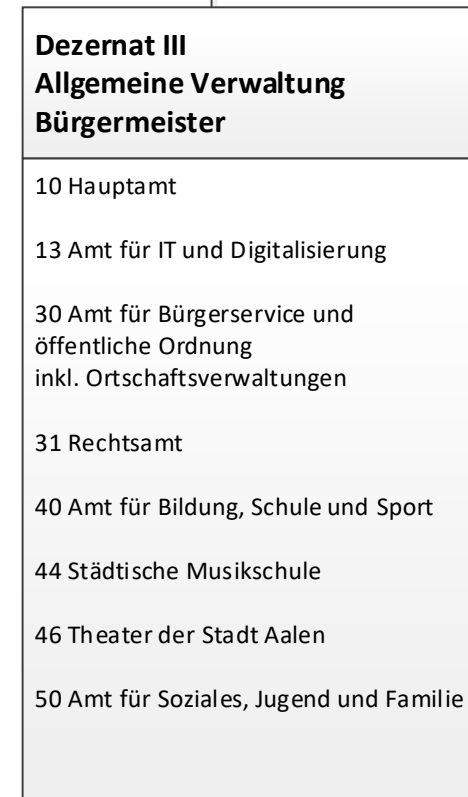 Dezernat III
Allgemeine Verwaltung
Bürgermeister
10 Hauptamt
13 Amt für IT und Digitalisierung
30 Amt für Bürgerservice und
öffentliche Ordnung
inkl. Ortschaftsverwaltungen
31 Rechtsamt
40 Amt für Bildung, Schule und Sport
44 Städtische Musikschule
46 Theater der Stadt Aalen
50 Amt für Soziales, Jugend und Familie